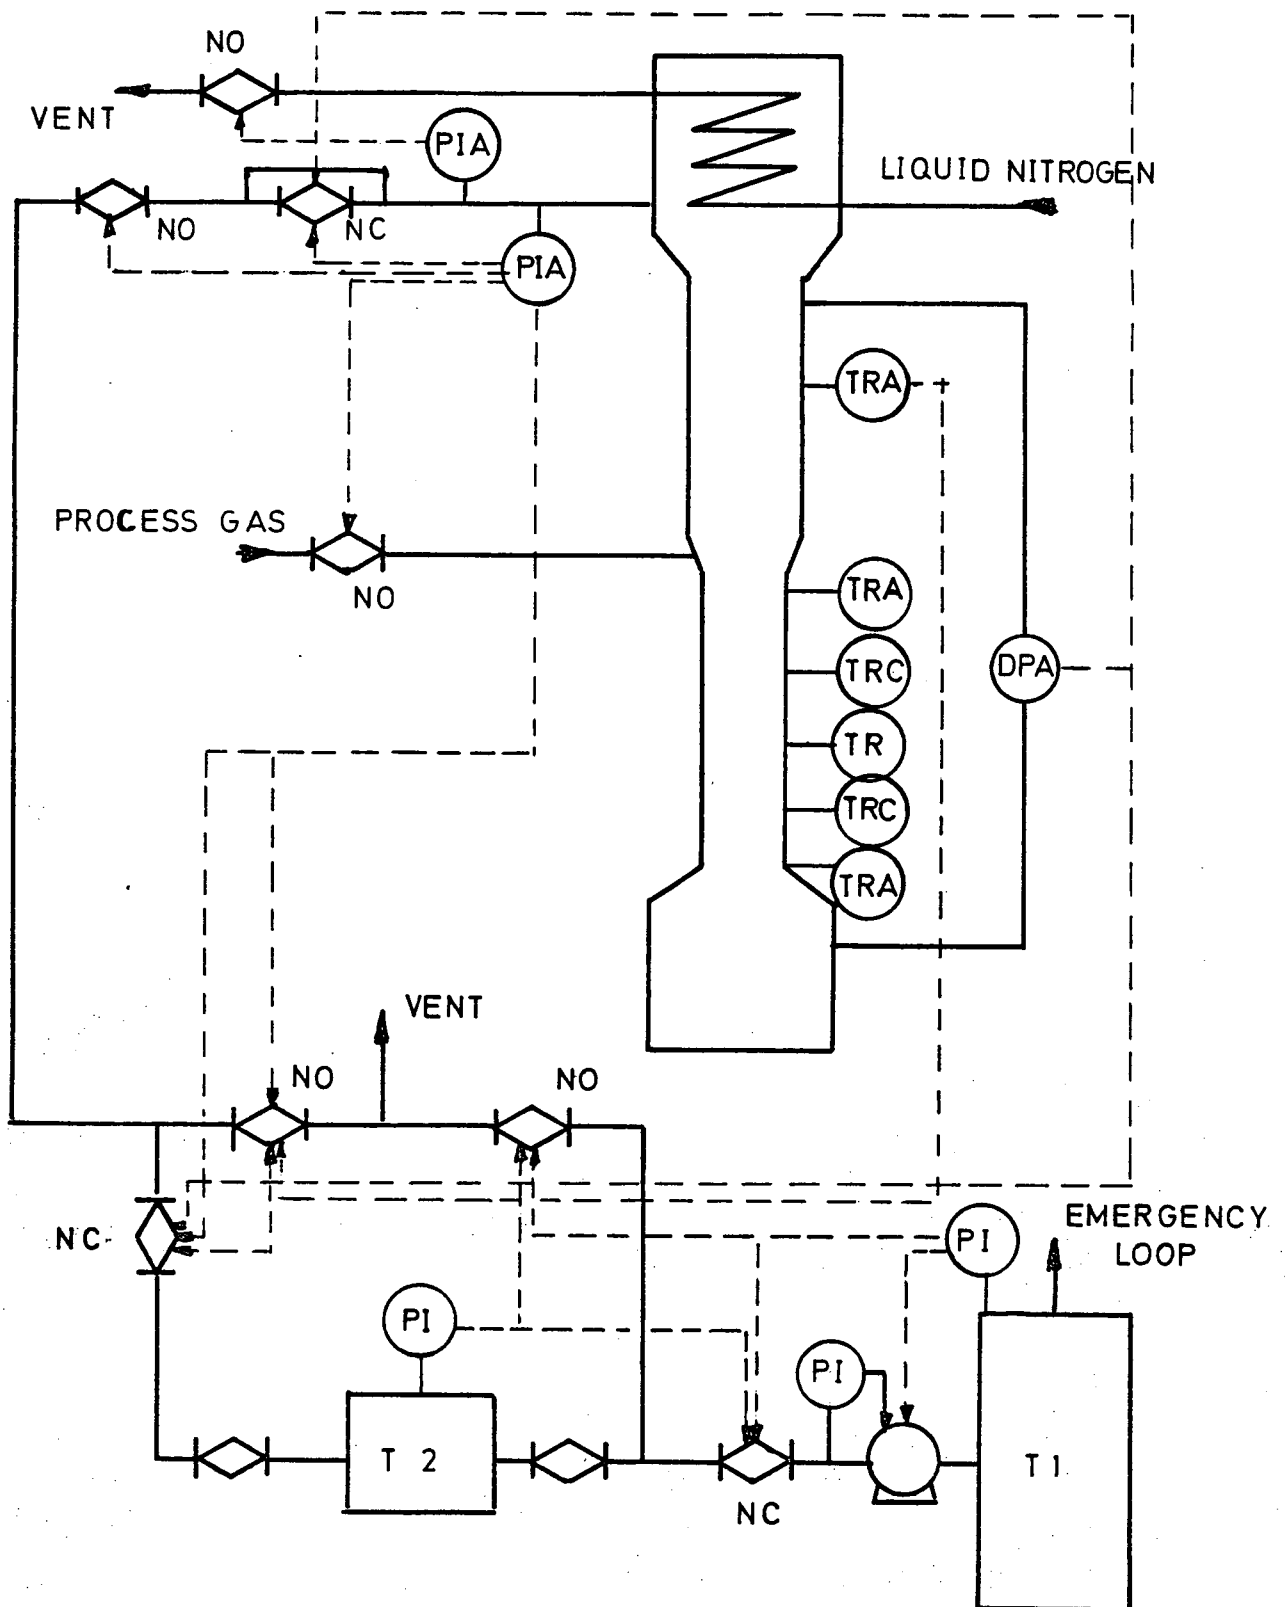 NO
VENT
PIA
LIQUID NITROGEN
NO
NC
PIA
TRA
PROCESS GAS
NO
TRA
TRC
DPA
TR
TRC
TRA
VENT
NO
NO
NC
PI
EMERGENCY
LOOP
PI
PI
T 2
T 1
NC